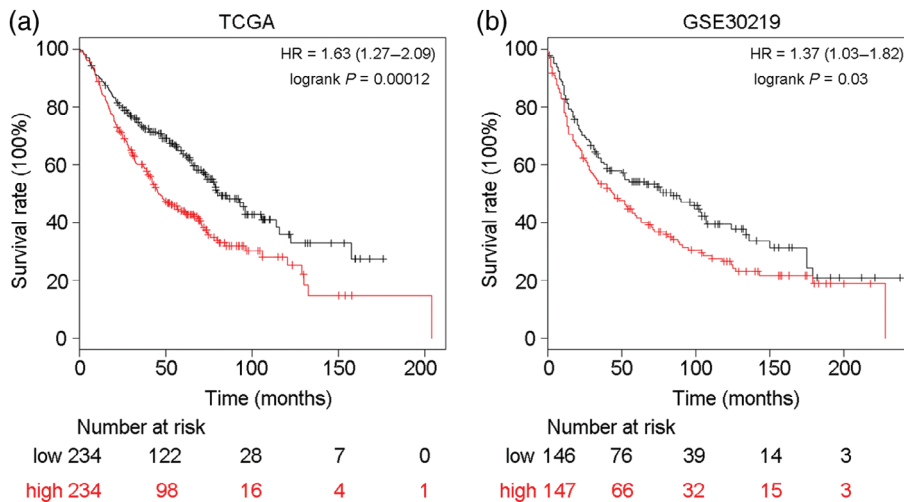 (a) TCGA
HR = 1.63 (1.27–2.09)
logrank P = 0.00012
Survival rate (100%)
100
80
60
40
20
0
0 50 100 150 200
Time (months)
Number at risk
low 234 122 28 7 0
high 234 98 16 4 1
(b) GSE30219
HR = 1.37 (1.03–1.82)
logrank P = 0.03
Survival rate (100%)
100
80
60
40
20
0
0 50 100 150 200
Time (months)
Number at risk
low 146 76 39 14 3
high 147 66 32 15 3